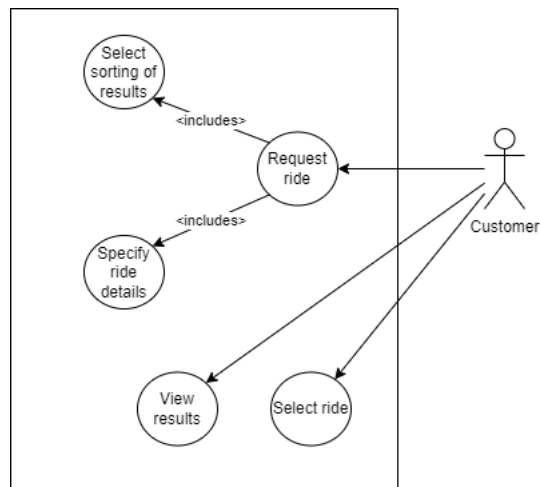 Select
sorting of
results
<includes>
Request
ride
Customer
<includes>
Specify
ride
details
View
results
Select ride